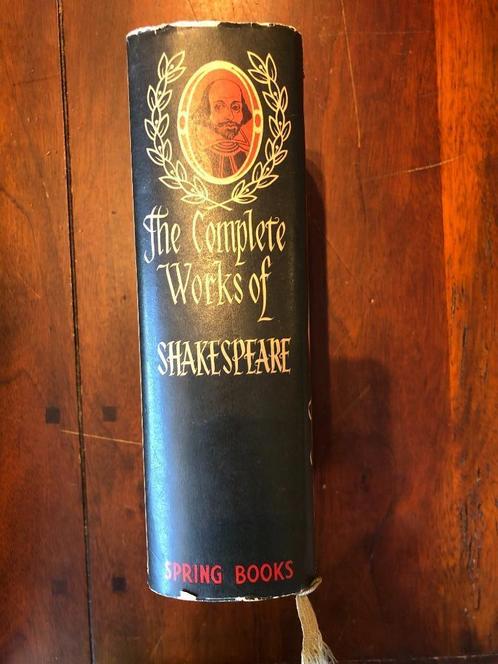 The Complete
Works of
SHAKESPEARE
SPRING BOOKS